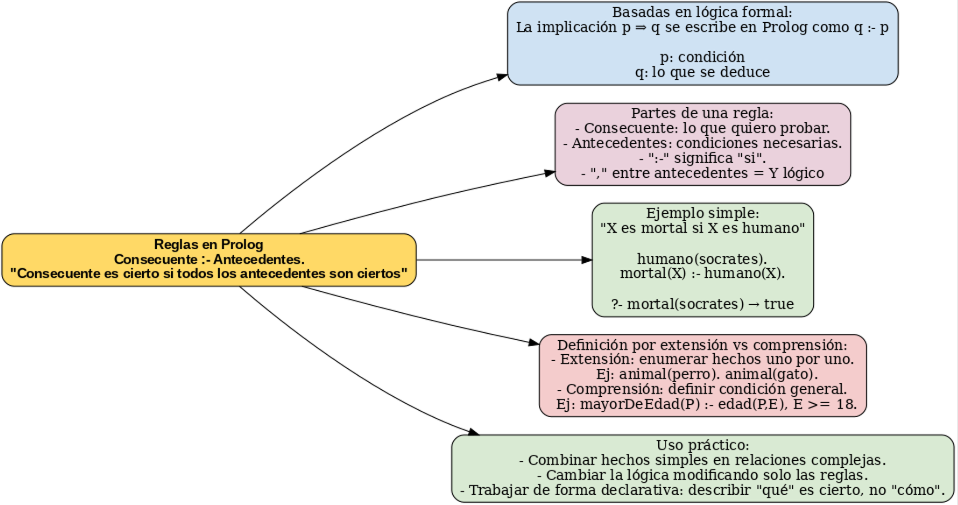 Reglas en Prolog
Consecuente :- Antecedentes.
"Consecuente es cierto si todos los antecedentes son ciertos"
Basadas en lógica formal:
La implicación p ⇒ q se escribe en Prolog como q :- p
p: condición
q: lo que se deduce
Partes de una regla:
- Consecuente: lo que quiero probar.
- Antecedentes: condiciones necesarias.
- ":-" significa "si".
- "," entre antecedentes = Y lógico
Ejemplo simple:
"X es mortal si X es humano"
humano(socrates).
mortal(X) :- humano(X).
?- mortal(socrates) → true
Definición por extensión vs comprensión:
- Extensión: enumerar hechos uno por uno.
Ej: animal(perro). animal(gato).
- Comprensión: definir condición general.
Ej: mayorDeEdad(P) :- edad(P,E), E >= 18.
Uso práctico:
- Combinar hechos simples en relaciones complejas.
- Cambiar la lógica modificando solo las reglas.
- Trabajar de forma declarativa: describir "qué" es cierto, no "cómo".